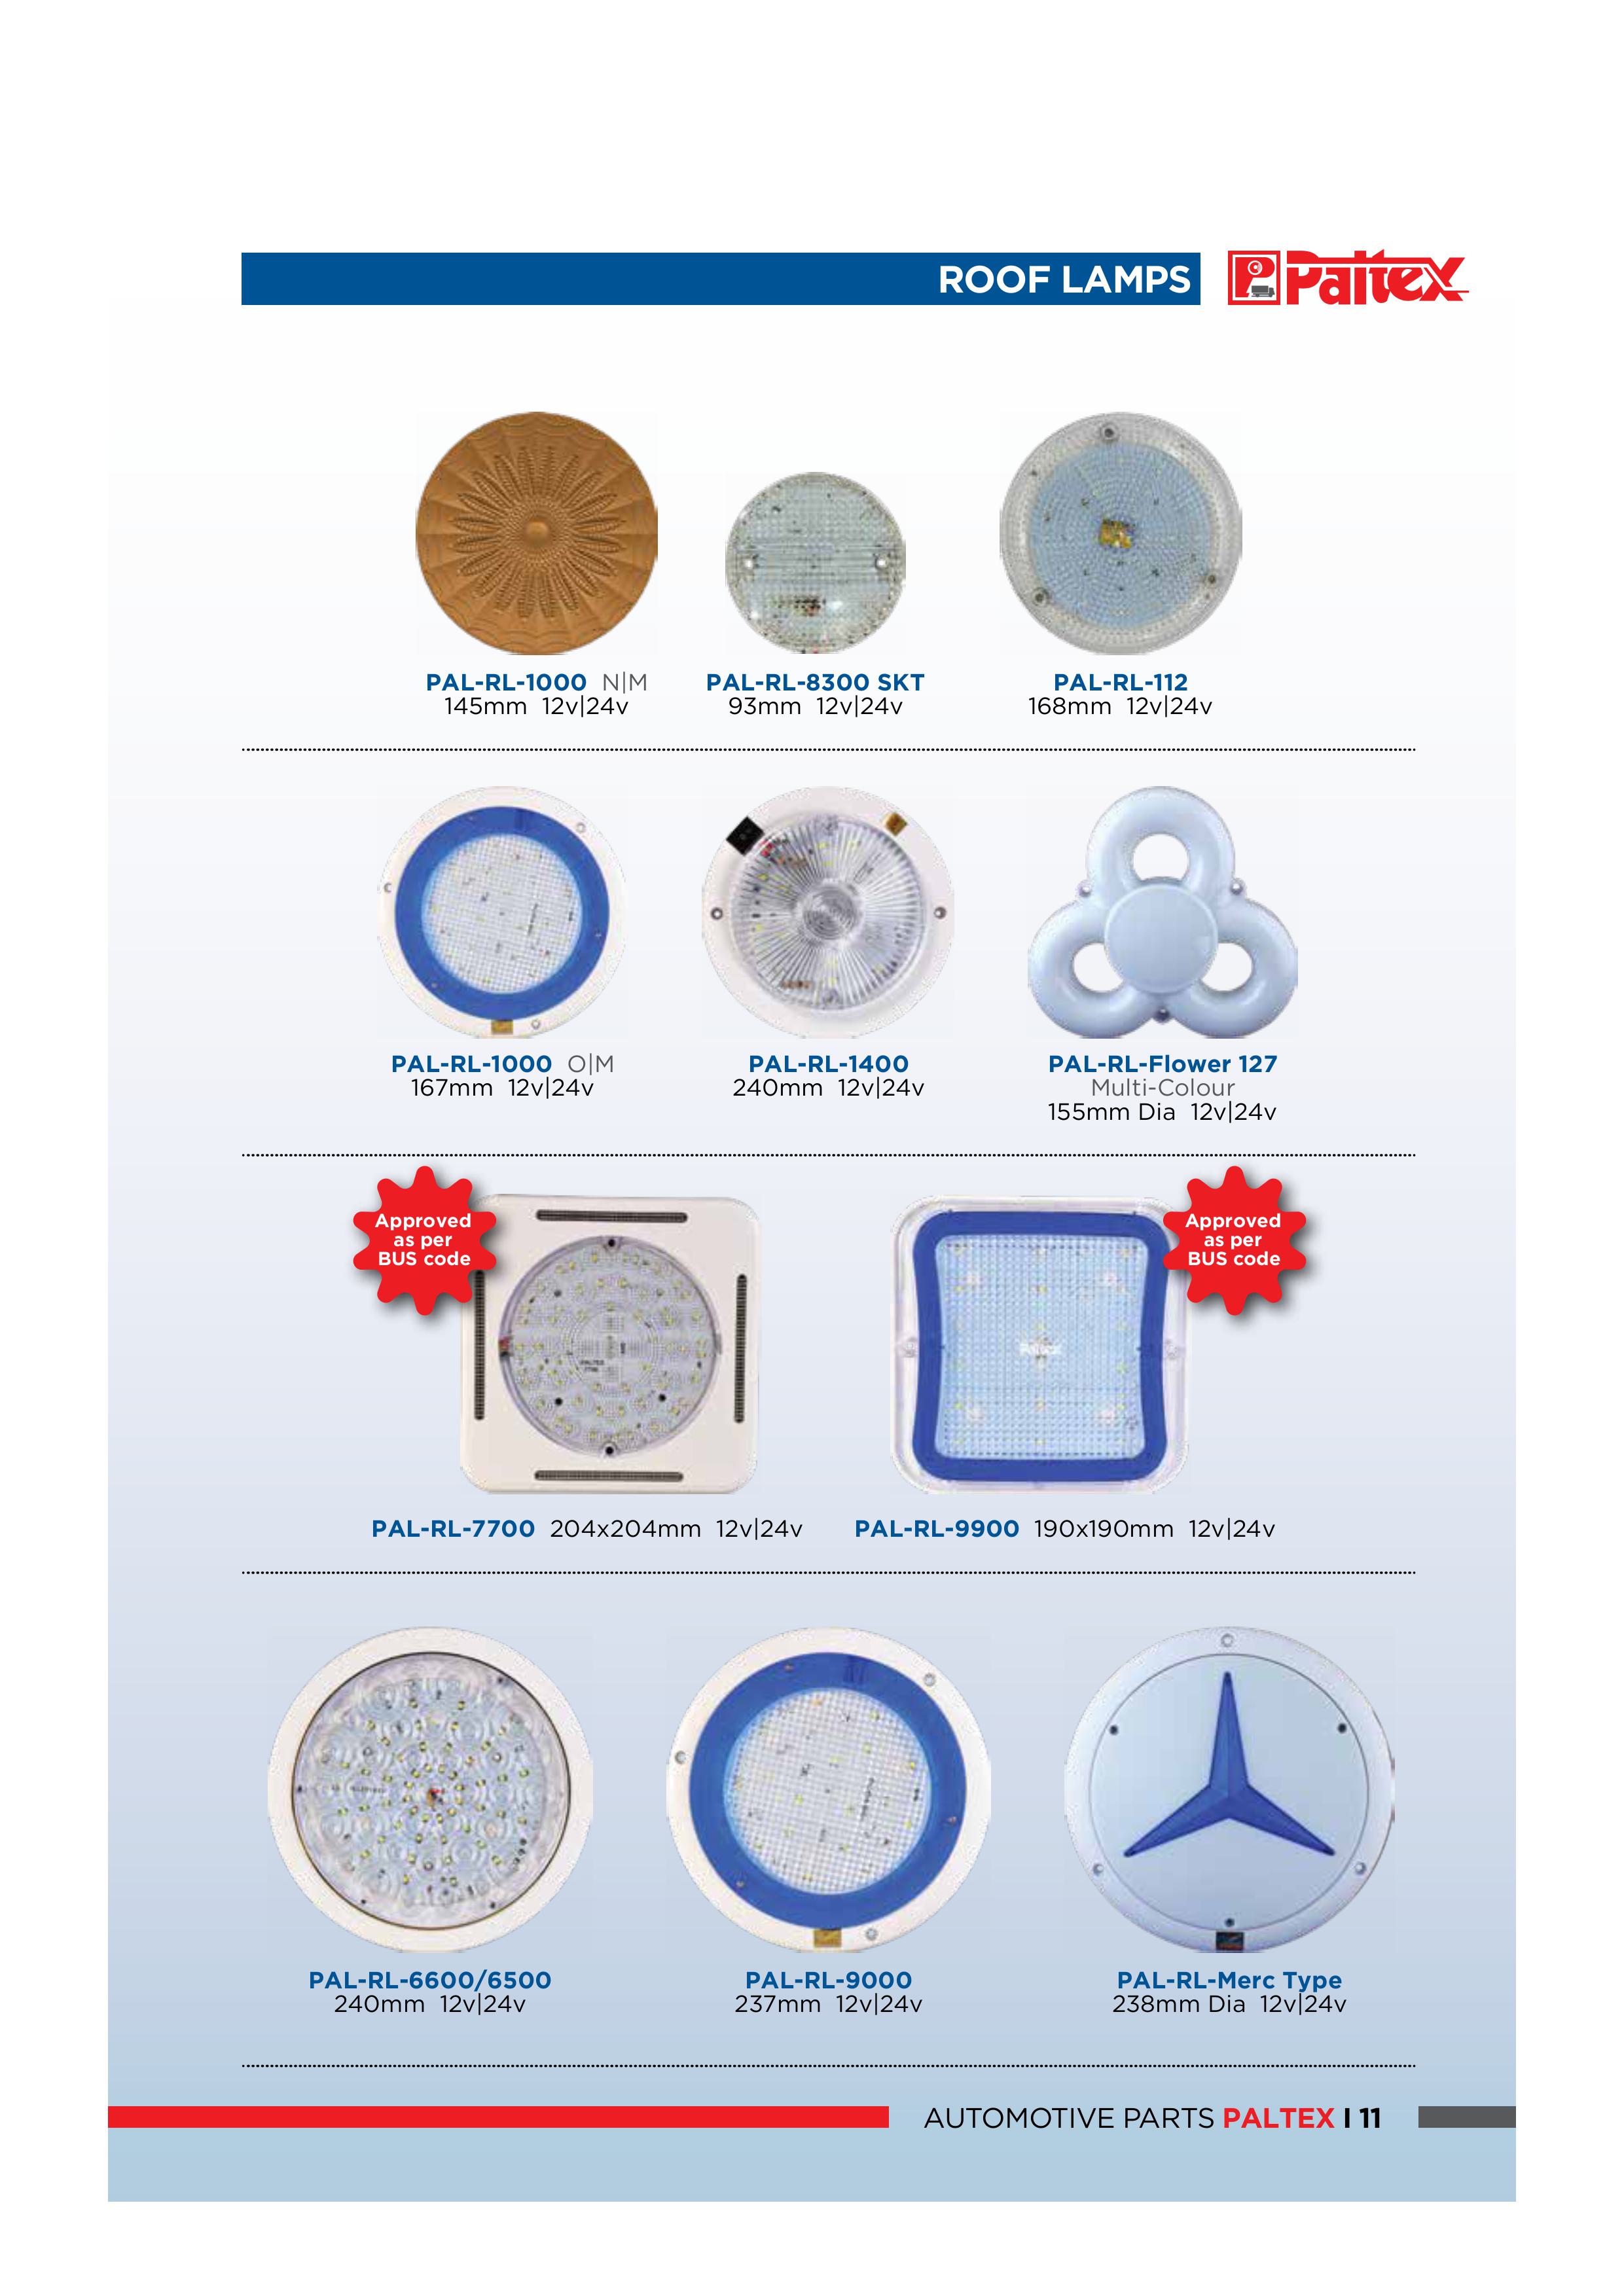 ROOF LAMPS
P Paltex
PAL-RL-1000 N|M
145mm 12v|24v
PAL-RL-8300 SKT
93mm 12v|24v
PAL-RL-112
168mm 12v|24v
PAL-RL-1000 O|M
167mm 12v|24v
PAL-RL-1400
240mm 12v|24v
PAL-RL-Flower 127
Multi-Colour
155mm Dia 12v|24v
Approved
as per
BUS code
Approved
as per
BUS code
PALTEX
7700
Paltex
PAL-RL-7700 204x204mm 12v|24v
PAL-RL-9900 190x190mm 12v|24v
PAL-RL-6600/6500
240mm 12v|24v
PAL-RL-9000
237mm 12v|24v
PAL-RL-Merc Type
238mm Dia 12v|24v
AUTOMOTIVE PARTS PALTEX I 11